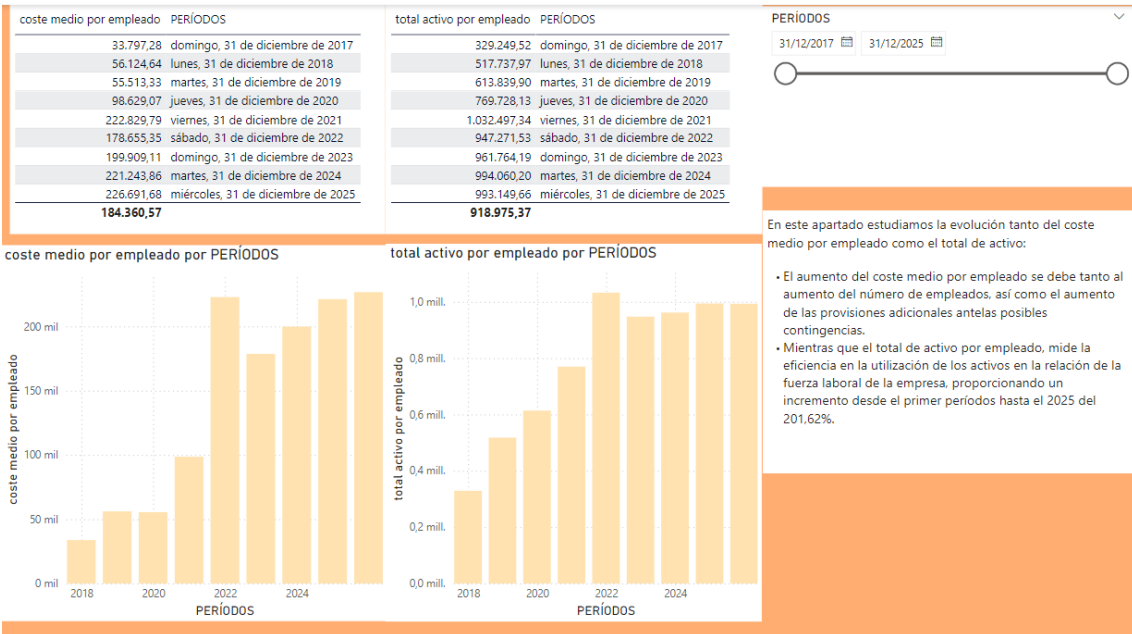 coste medio por empleado PERÍODOS
33.797,28 domingo, 31 de diciembre de 2017
56.124,64 lunes, 31 de diciembre de 2018
55.513,33 martes, 31 de diciembre de 2019
98.629,07 jueves, 31 de diciembre de 2020
222.829,79 viernes, 31 de diciembre de 2021
178.655,35 sábado, 31 de diciembre de 2022
199.909,11 domingo, 31 de diciembre de 2023
221.243,86 martes, 31 de diciembre de 2024
226.691,68 miércoles, 31 de diciembre de 2025
184.360,57
total activo por empleado PERÍODOS
329.249,52 domingo, 31 de diciembre de 2017
517.737,97 lunes, 31 de diciembre de 2018
613.839,90 martes, 31 de diciembre de 2019
769.728,13 jueves, 31 de diciembre de 2020
1.032.497,34 viernes, 31 de diciembre de 2021
947.271,53 sábado, 31 de diciembre de 2022
961.764,19 domingo, 31 de diciembre de 2023
994.060,20 martes, 31 de diciembre de 2024
993.149,66 miércoles, 31 de diciembre de 2025
918.975,37
PERÍODOS
31/12/2017 31/12/2025
En este apartado estudiamos la evolución tanto del coste
medio por empleado como el total de activo:
• El aumento del coste medio por empleado se debe tanto al
aumento del número de empleados, así como el aumento
de las provisiones adicionales antelas posibles
contingencias.
• Mientras que el total de activo por empleado, mide la
eficiencia en la utilización de los activos en la relación de la
fuerza laboral de la empresa, proporcionando un
incremento desde el primer períodos hasta el 2025 del
201,62%.
coste medio por empleado por PERÍODOS
coste medio por empleado
200 mil
150 mil
100 mil
50 mil
0 mil
2018 2020 2022 2024
PERÍODOS
total activo por empleado por PERÍODOS
total activo por empleado
1,0 mill.
0,8 mill.
0,6 mill.
0,4 mill.
0,2 mill.
0,0 mill.
2018 2020 2022 2024
PERÍODOS